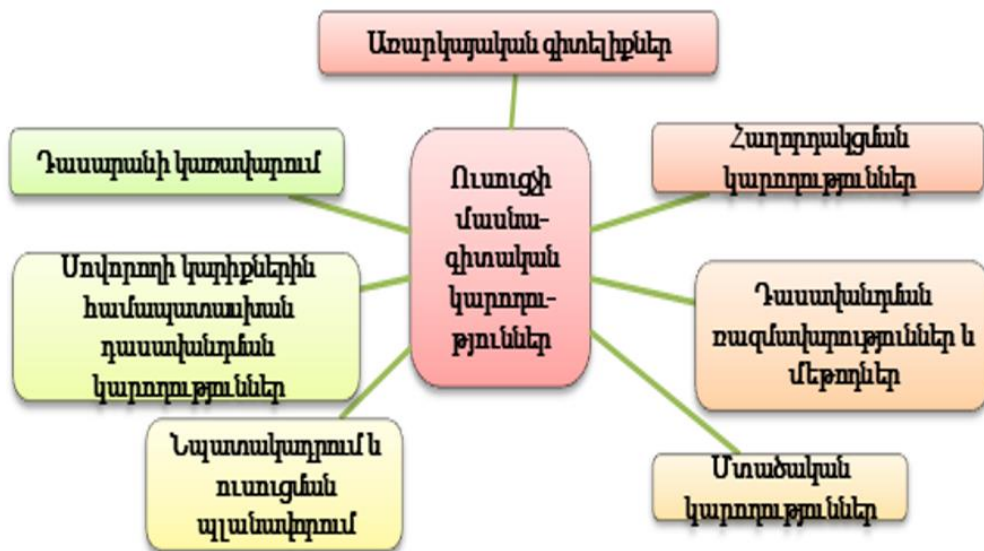 Առարկայական գիտելիքներ
Հաղորդակցման
կարողություններ
Դասարանի կառավարում
Ուսուցչի
մասնա-
գիտական
կարողու-
թյուններ
Սովորողի կարիքներին
համապատասխան
դասավանդման
կարողություններ
Դասավանդման
ռազմավարություններ և
մեթոդներ
Նպատակադրում և
ուսուցման
պլանավորում
Մտածական
կարողություններ